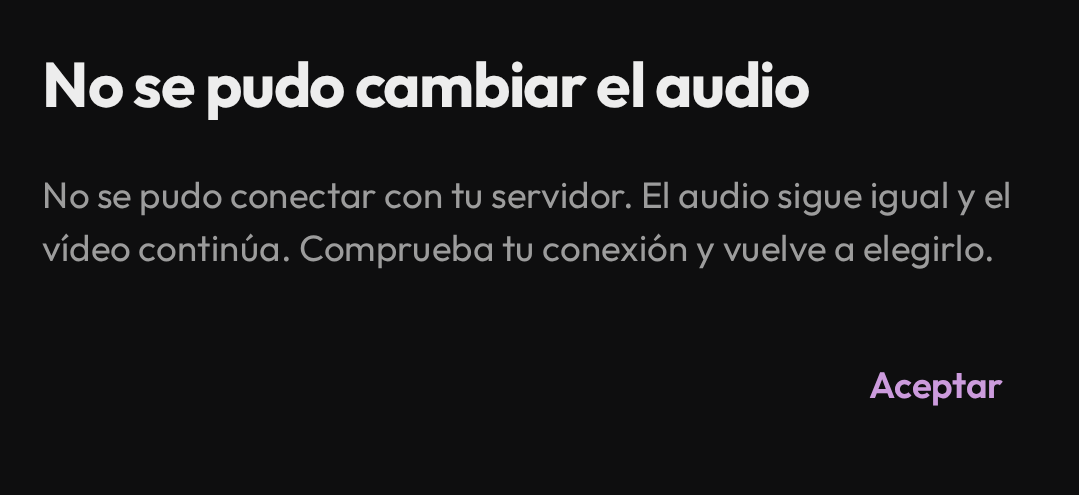 No se pudo cambiar el audio
No se pudo conectar con tu servidor. El audio sigue igual y el
vídeo continúa. Comprueba tu conexión y vuelve a elegirlo.
Aceptar